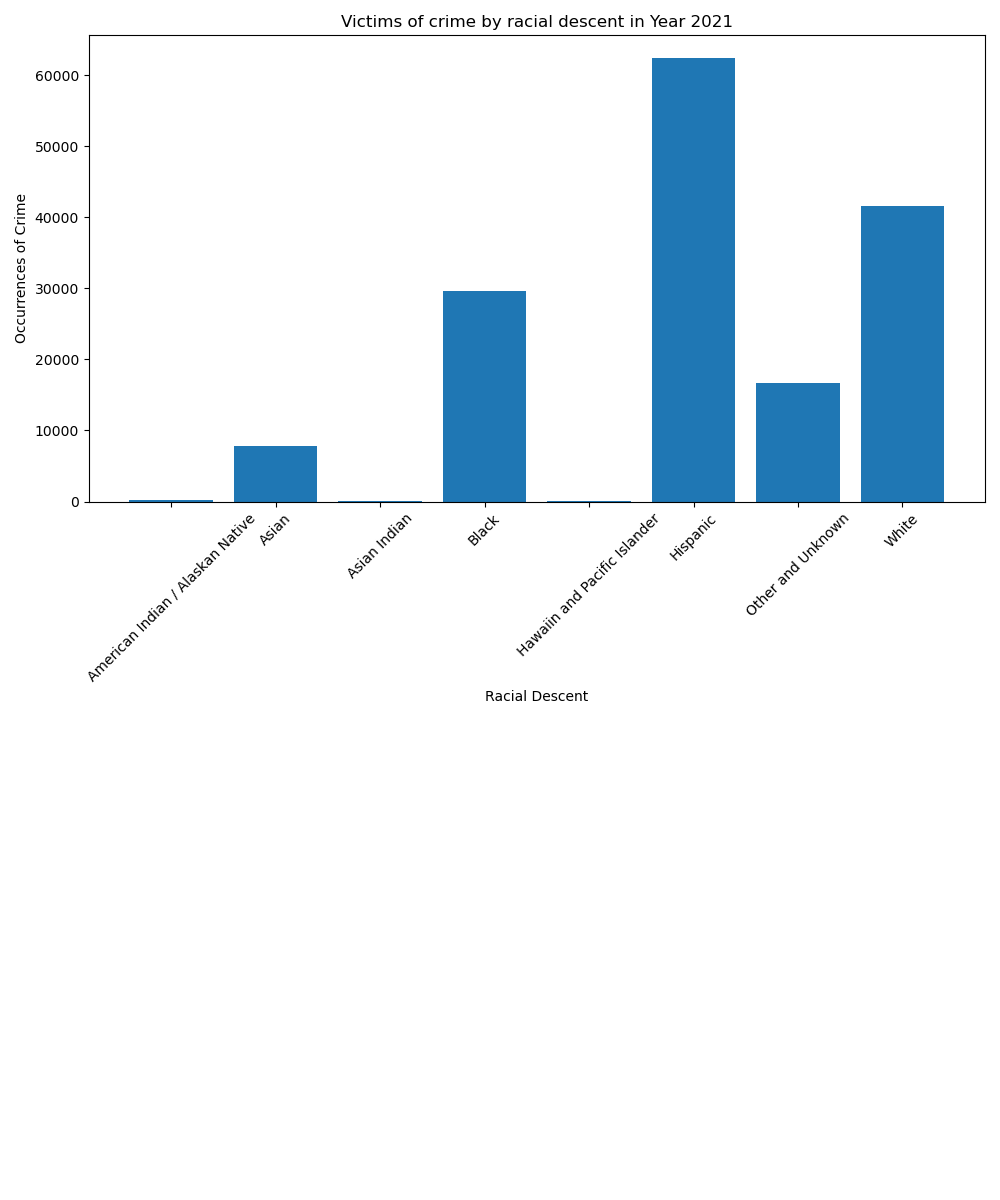 Victims of crime by racial descent in Year 2021
Occurrences of Crime
60000
50000
40000
30000
20000
10000
0
American Indian / Alaskan Native
Asian
Asian Indian
Black
Hawaiin and Pacific Islander
Hispanic
Other and Unknown
White
Racial Descent